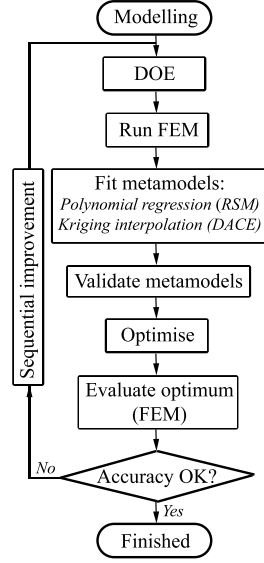 Modelling
DOE
Run FEM
Fit metamodels:
Polynomial regression (RSM)
Kriging interpolation (DACE)
Sequential improvement
Validate metamodels
Optimise
Evaluate optimum
(FEM)
No
Accuracy OK?
Yes
Finished